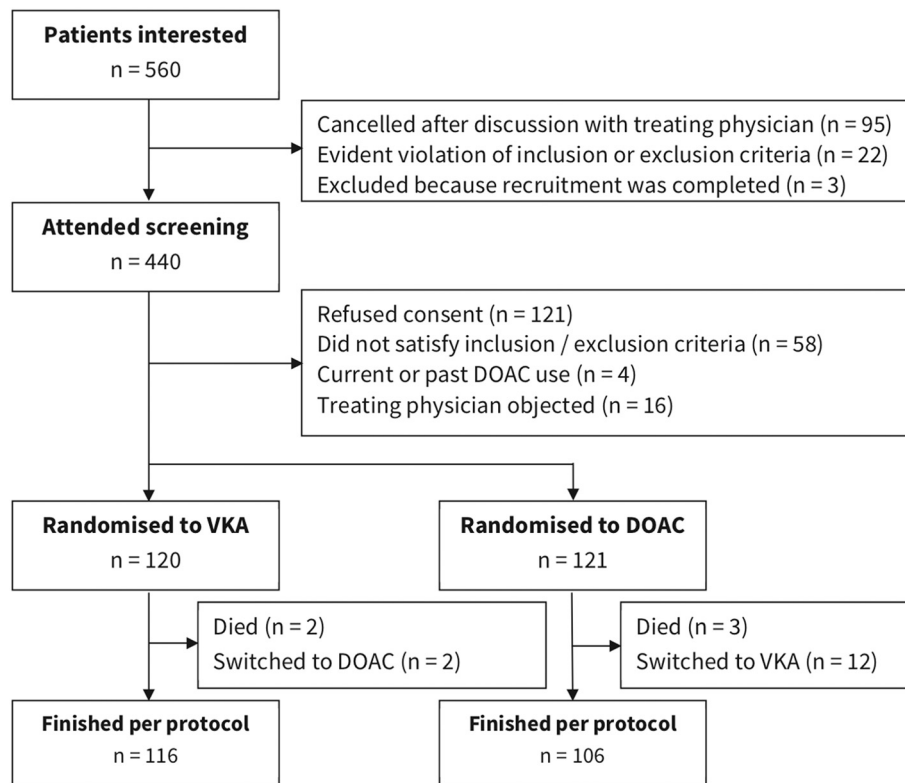 Patients interested
n = 560
Cancelled after discussion with treating physician (n = 95)
Evident violation of inclusion or exclusion criteria (n = 22)
Excluded because recruitment was completed (n = 3)
Attended screening
n = 440
Refused consent (n = 121)
Did not satisfy inclusion / exclusion criteria (n = 58)
Current or past DOAC use (n = 4)
Treating physician objected (n = 16)
Randomised to VKA
n = 120
Randomised to DOAC
n = 121
Died (n = 2)
Switched to DOAC (n = 2)
Died (n = 3)
Switched to VKA (n = 12)
Finished per protocol
n = 116
Finished per protocol
n = 106